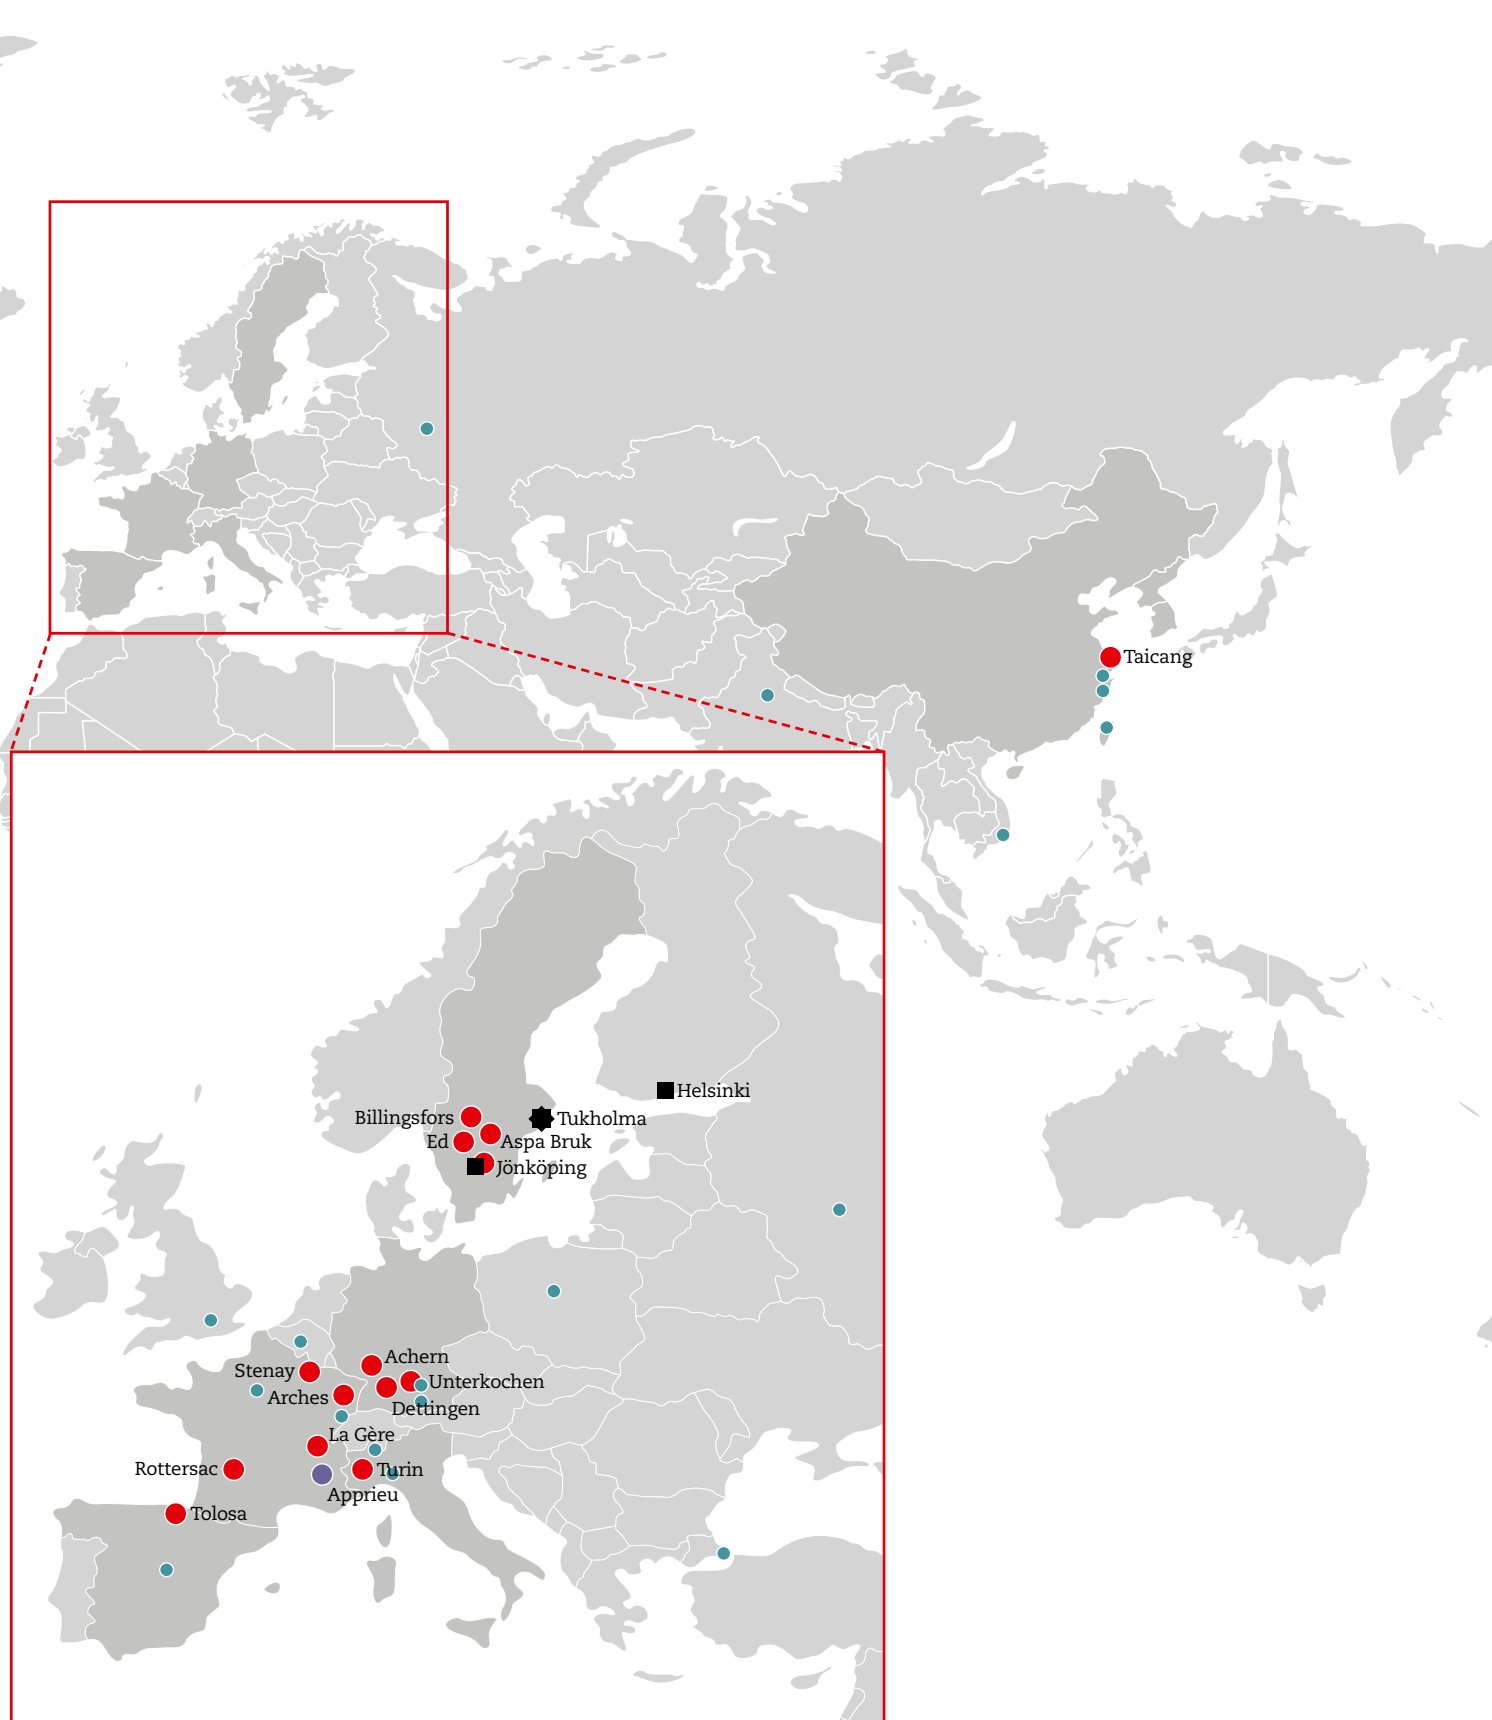 Taicang
Helsinki
Billingsfors
Tukholma
Ed
Aspa Bruk
Jönköping
Achern
Stenay
Unterkochen
Arches
Dettingen
La Gère
Rottersac
Turin
Apprieu
Tolosa